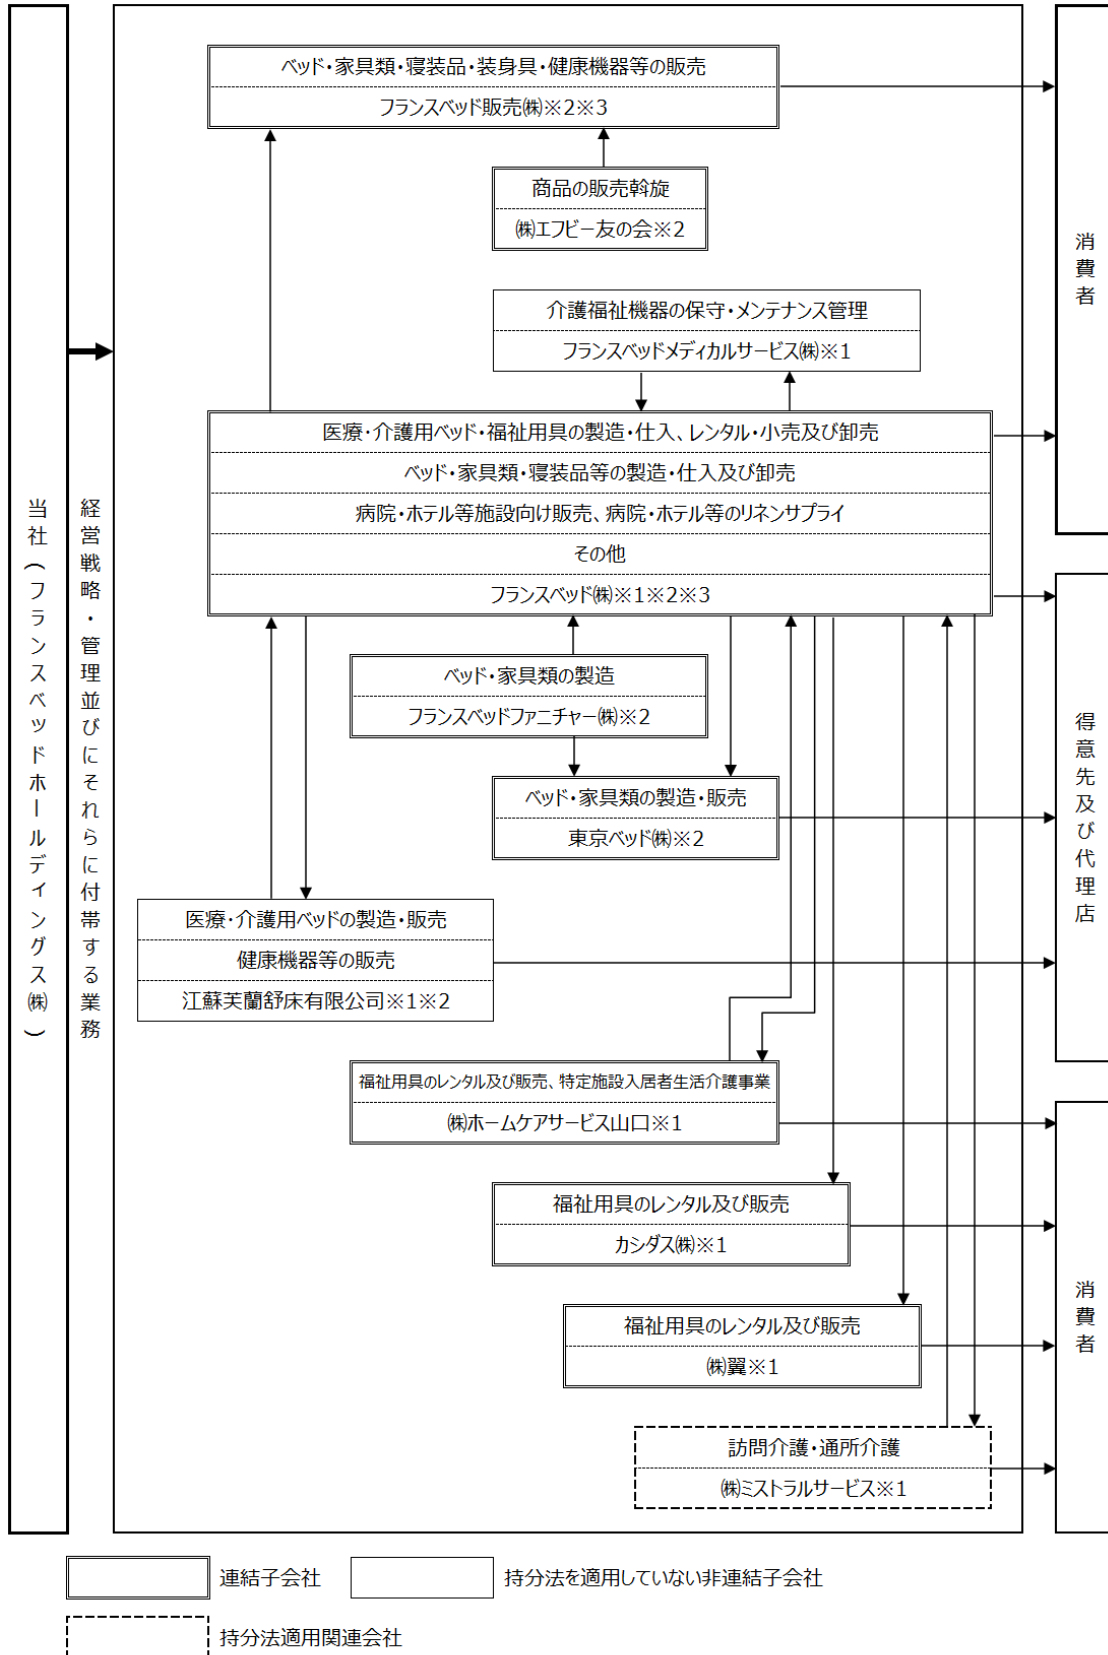 当社(フランスベッドホールディングス㈱)
経営戦略・管理並びにそれらに付帯する業務
ベッド・家具類・寝装品・装身具・健康機器等の販売
フランスベッド販売㈱※2※3
商品の販売斡旋
㈱エフビー友の会※2
介護福祉機器の保守・メンテナンス管理
フランスベッドメディカルサービス㈱※1
医療・介護用ベッド・福祉用具の製造・仕入、レンタル・小売及び卸売
ベッド・家具類・寝装品等の製造・仕入及び卸売
病院・ホテル等施設向け販売、病院・ホテル等のリネンサプライ
その他
フランスベッド㈱※1※2※3
ベッド・家具類の製造
フランスベッドファニチャー㈱※2
ベッド・家具類の製造・販売
東京ベッド㈱※2
医療・介護用ベッドの製造・販売
健康機器等の販売
江蘇芙蘭舒床有限公司※1※2
福祉用具のレンタル及び販売、特定施設入居者生活介護事業
㈱ホームケアサービス山口※1
福祉用具のレンタル及び販売
カシダス㈱※1
福祉用具のレンタル及び販売
㈱翼※1
訪問介護・通所介護
㈱ミストラルサービス※1
消費者
得意先及び代理店
消費者
連結子会社
持分法を適用していない非連結子会社
持分法適用関連会社